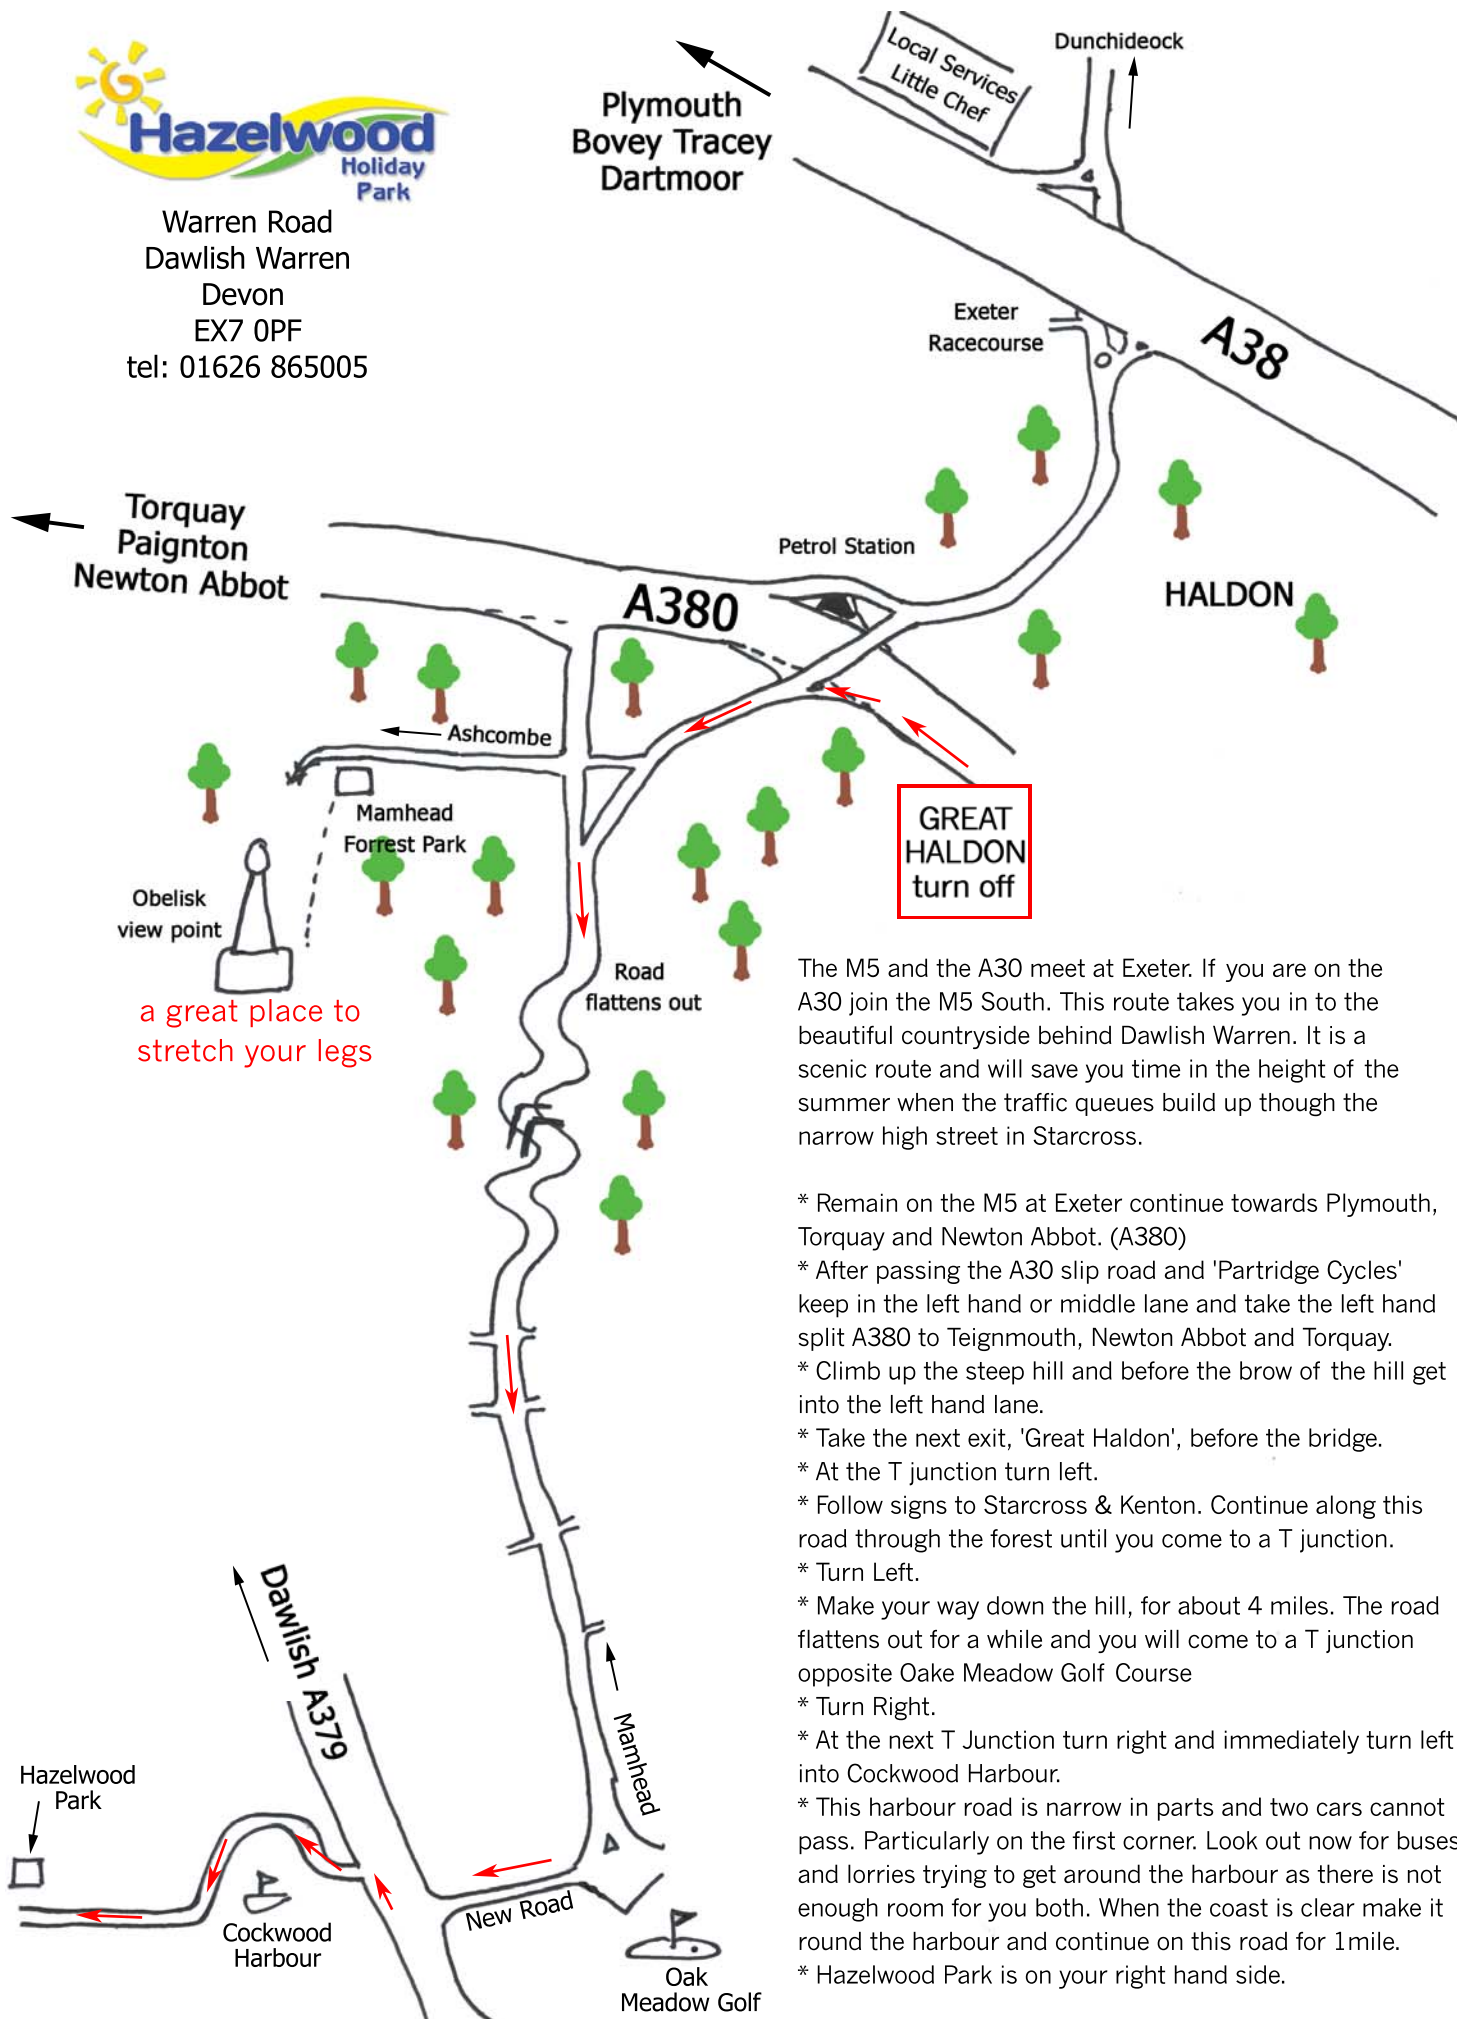 Hazelwood
Holiday
Park
Warren Road
Dawlish Warren
Devon
EX7 0PF
tel: 01626 865005
Plymouth
Bovey Tracey
Dartmoor
Local Services
Little Chef
Dunchideock
Exeter
Racecourse
A38
Torquay
Paignton
Newton Abbot
A380
Petrol Station
HALDON
Ashcombe
Mamhead
Forrest Park
Obelisk
view point
a great place to
stretch your legs
GREAT
HALDON
turn off
Road
flattens out
The M5 and the A30 meet at Exeter. If you are on the
A30 join the M5 South. This route takes you in to the
beautiful countryside behind Dawlish Warren. It is a
scenic route and will save you time in the height of the
summer when the traffic queues build up though the
narrow high street in Starcross.
* Remain on the M5 at Exeter continue towards Plymouth,
Torquay and Newton Abbot. (A380)
* After passing the A30 slip road and 'Partridge Cycles'
keep in the left hand or middle lane and take the left hand
split A380 to Teignmouth, Newton Abbot and Torquay.
* Climb up the steep hill and before the brow of the hill get
into the left hand lane.
* Take the next exit, 'Great Haldon', before the bridge.
* At the T junction turn left.
* Follow signs to Starcross & Kenton. Continue along this
road through the forest until you come to a T junction.
* Turn Left.
* Make your way down the hill, for about 4 miles. The road
flattens out for a while and you will come to a T junction
opposite Oake Meadow Golf Course
* Turn Right.
* At the next T Junction turn right and immediately turn left
into Cockwood Harbour.
* This harbour road is narrow in parts and two cars cannot
pass. Particularly on the first corner. Look out now for buses
and lorries trying to get around the harbour as there is not
enough room for you both. When the coast is clear make it
round the harbour and continue on this road for 1mile.
* Hazelwood Park is on your right hand side.
Dawlish A379
Mamhead
Hazelwood
Park
Cockwood
Harbour
New Road
Oak
Meadow Golf